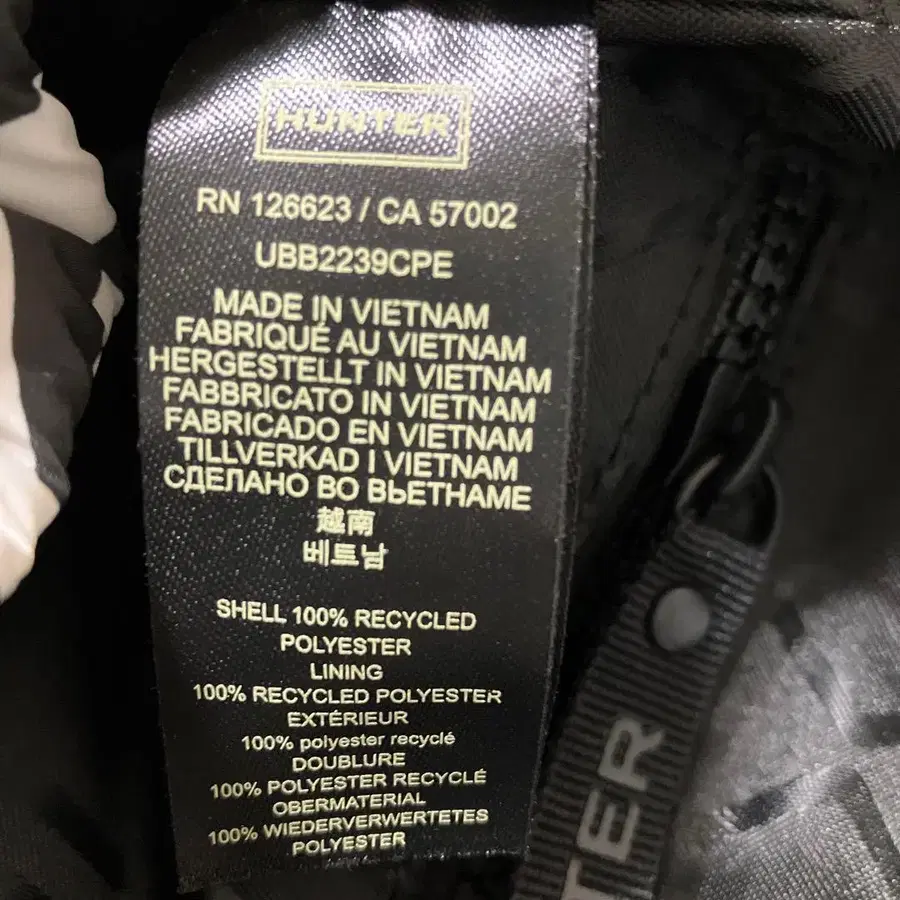 HUNTER
RN 126623 / CA 57002
UBB2239CPE
MADE IN VIETNAM
FABRIQUÉ AU VIETNAM
HERGESTELLT IN VIETNAM
FABBRICATO IN VIETNAM
FABRICADO EN VIETNAM
TILLVERKAD I VIETNAM
СДЕЛАНО ВО ВЬЕТНАМЕ
越南
베트남
SHELL 100% RECYCLED
POLYESTER
LINING
100% RECYCLED POLYESTER
EXTÉRIEUR
100% polyester recyclé
DOUBLURE
100% POLYESTER RECYCLÉ
OBERMATERIAL
100% WIEDERVERWERTETES
POLYESTER
TER